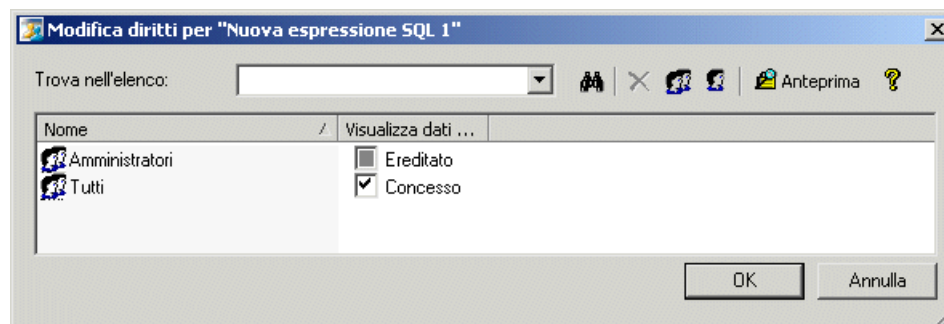 Modifica diritti per "Nuova espressione SQL 1"
Trova nell'elenco:
Anteprima
Nome
Visualizza dati ...
Amministratori
Ereditato
Tutti
Concesso
OK
Annulla